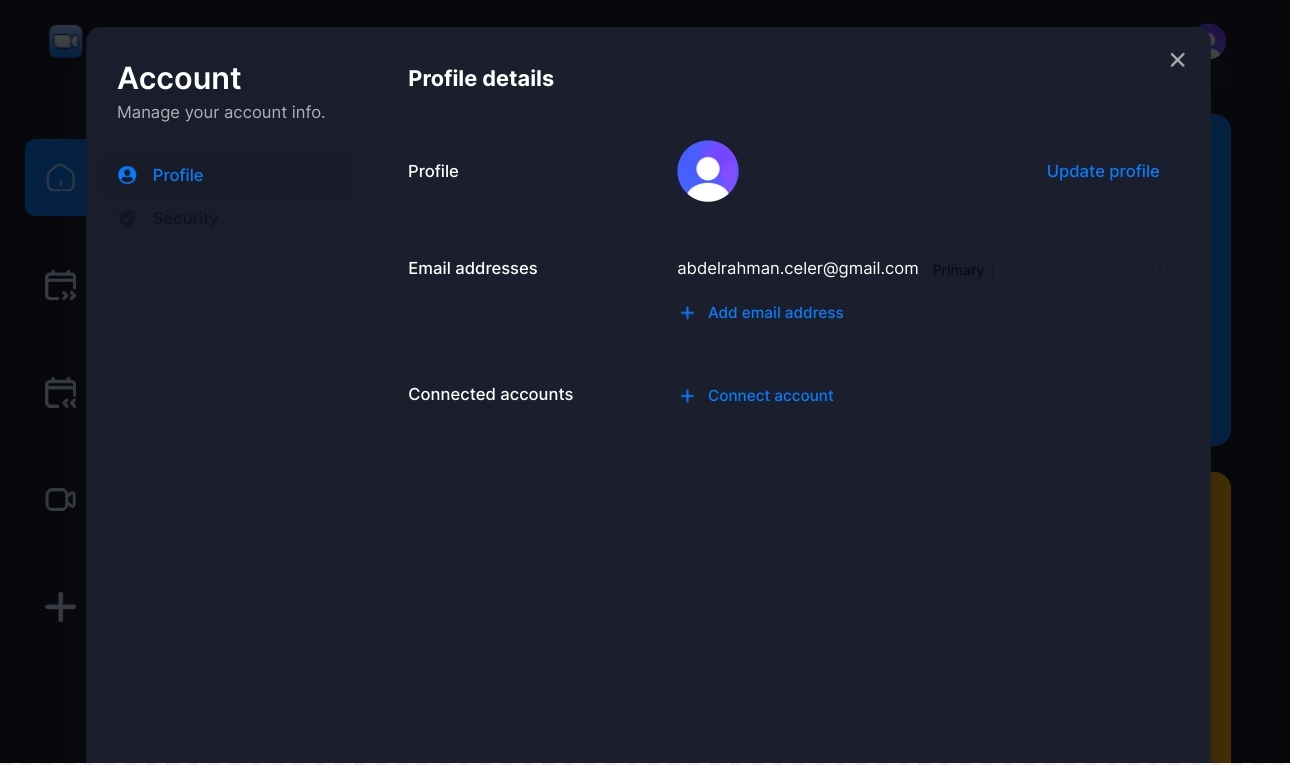 Account
Manage your account info.
Profile
Security
Profile details
Profile
Update profile
Email addresses
abdelrahman.celer@gmail.com Primary
Add email address
Connected accounts
Connect account